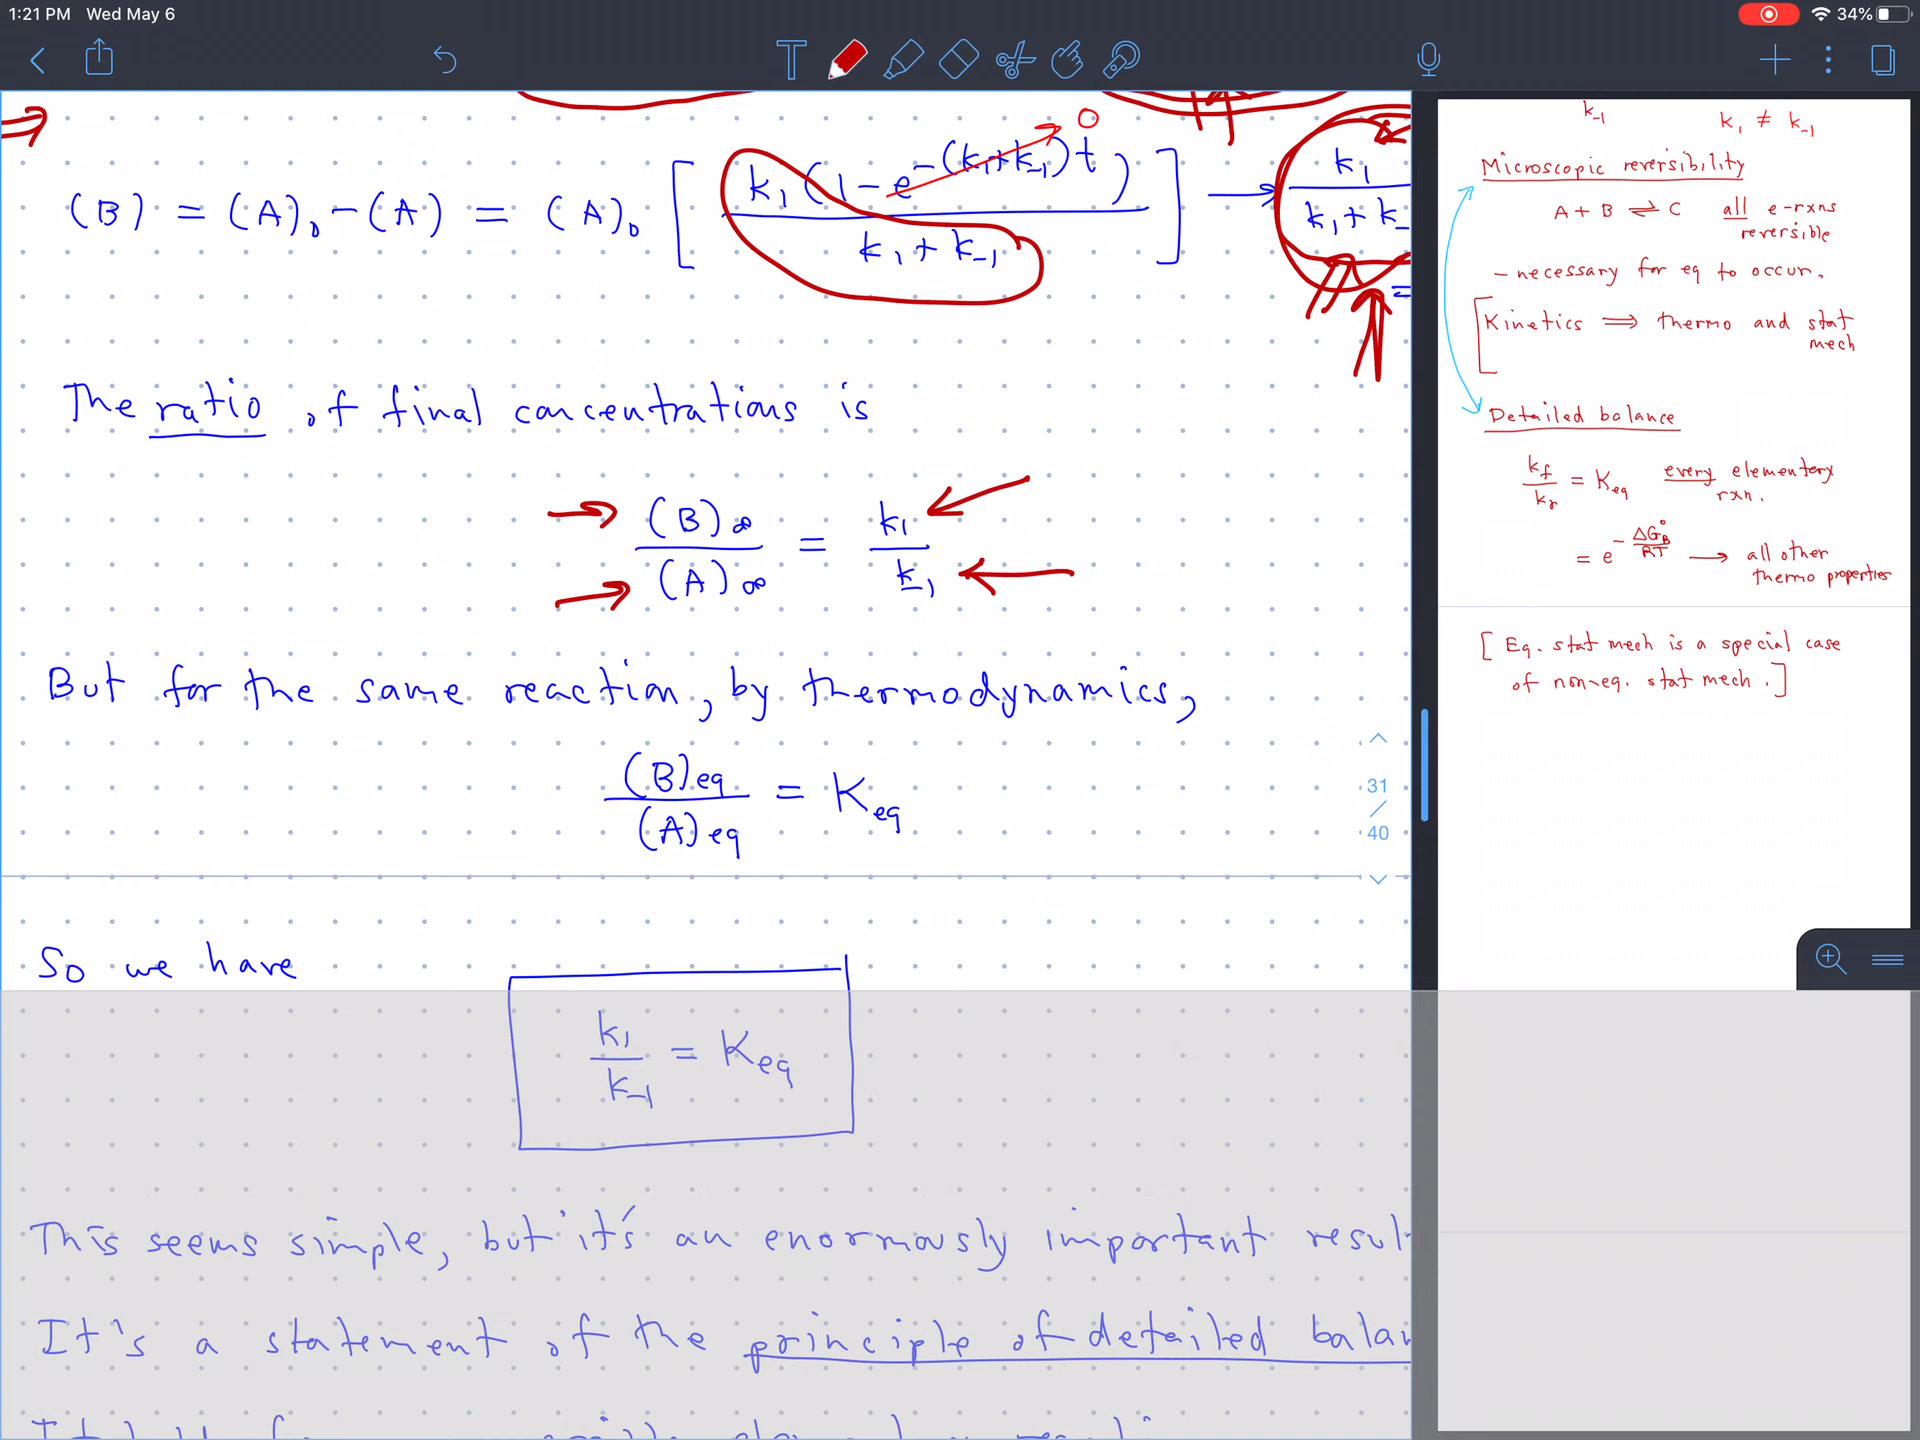 1:21 PM Wed May 6
34%
(B) = (A)₀ - (A) = (A)₀ [ k₁(1 - e^-(k₁+k₋₁)t) / k₁ + k₋₁ ] → k₁ / k₁ + k₋
0
=
The ratio of final concentrations is
(B)∞ / (A)∞ = k₁ / k₋₁
But for the same reaction, by thermodynamics,
(B)eq / (A)eq = Keq
31
/
40
So we have
k₁ / k₋₁ = Keq
This seems simple, but it's an enormously important resul
It's a statement of the principle of detailed balan
k₋₁ k₁ ≠ k₋₁
Microscopic reversibility
A + B ⇌ C all e-rxns
reversible
- necessary for eq to occur.
[Kinetics ⟹ thermo and stat
mech
Detailed balance
kf / kr = Keq every elementery
rxn.
= e^-ΔG°B/RT → all other
thermo properties
[ Eq. stat mech is a special case
of non-eq. stat mech . ]